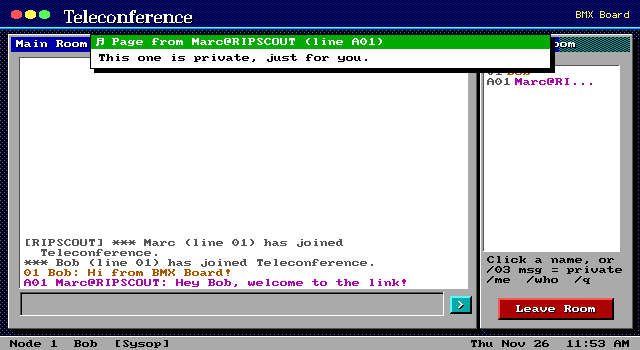 Teleconference
BMX Board
Main Room
♬ Page from Marc@RIPSCOUT (line A01)
This one is private, just for you.
oom
01 Bob
A01 Marc@RI...
[RIPSCOUT] *** Marc (line 01) has joined
Teleconference.
*** Bob (line 01) has joined Teleconference.
01 Bob: Hi from BMX Board!
A01 Marc@RIPSCOUT: Hey Bob, welcome to the link!
>
Click a name, or
/03 msg = private
/me /who /q
Leave Room
Node 1 Bob [Sysop]
Thu Nov 26 11:53 AM